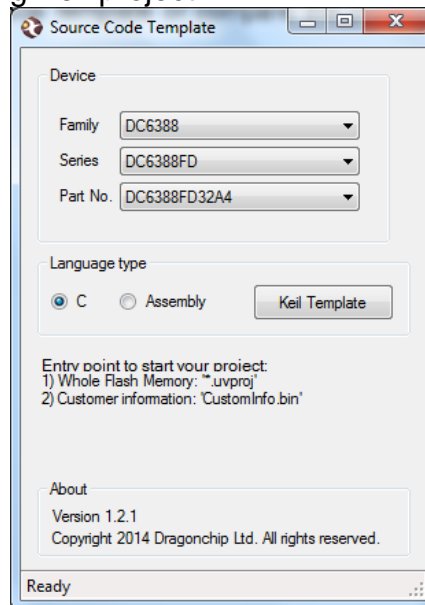 Source Code Template
Device
Family DC6388
Series DC6388FD
Part No. DC6388FD32A4
Language type
C Assembly Keil Template
Entry point to start your project:
1) Whole Flash Memory: '*.uvproj'
2) Customer information: 'CustomInfo.bin'
About
Version 1.2.1
Copyright 2014 Dragonchip Ltd. All rights reserved.
Ready